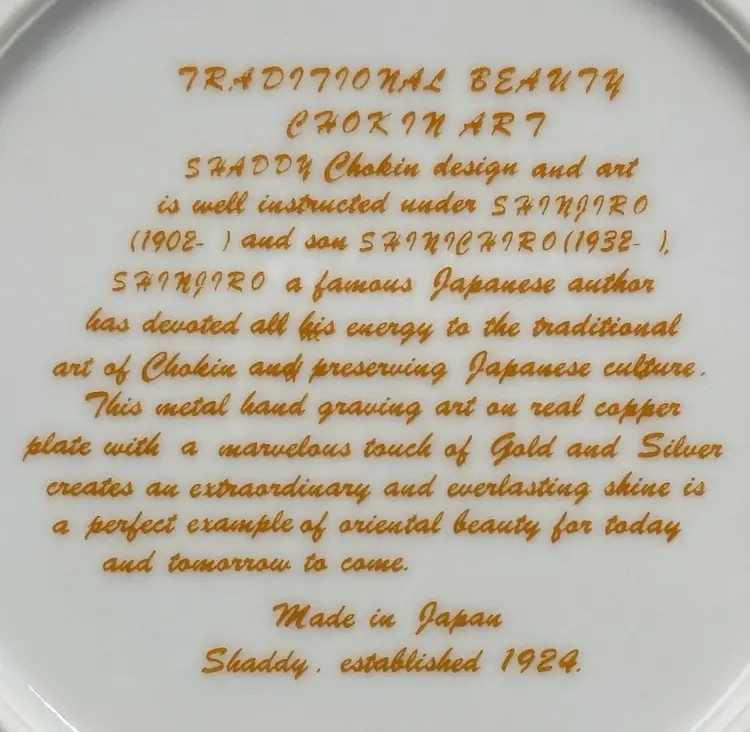 TRADITIONAL BEAUTY
CHOKIN ART
SHADDY Chokin design and art
is well instructed under SHINJIRO
(1902- ) and son SHINICHIRO (1932- ),
SHINJIRO a famous Japanese author
has devoted all his energy to the traditional
art of Chokin and preserving Japanese culture.
This metal hand graving art on real copper
plate with a marvelous touch of Gold and Silver
creates an extraordinary and everlasting shine is
a perfect example of oriental beauty for today
and tomorrow to come.
Made in Japan
Shaddy. established 1924.